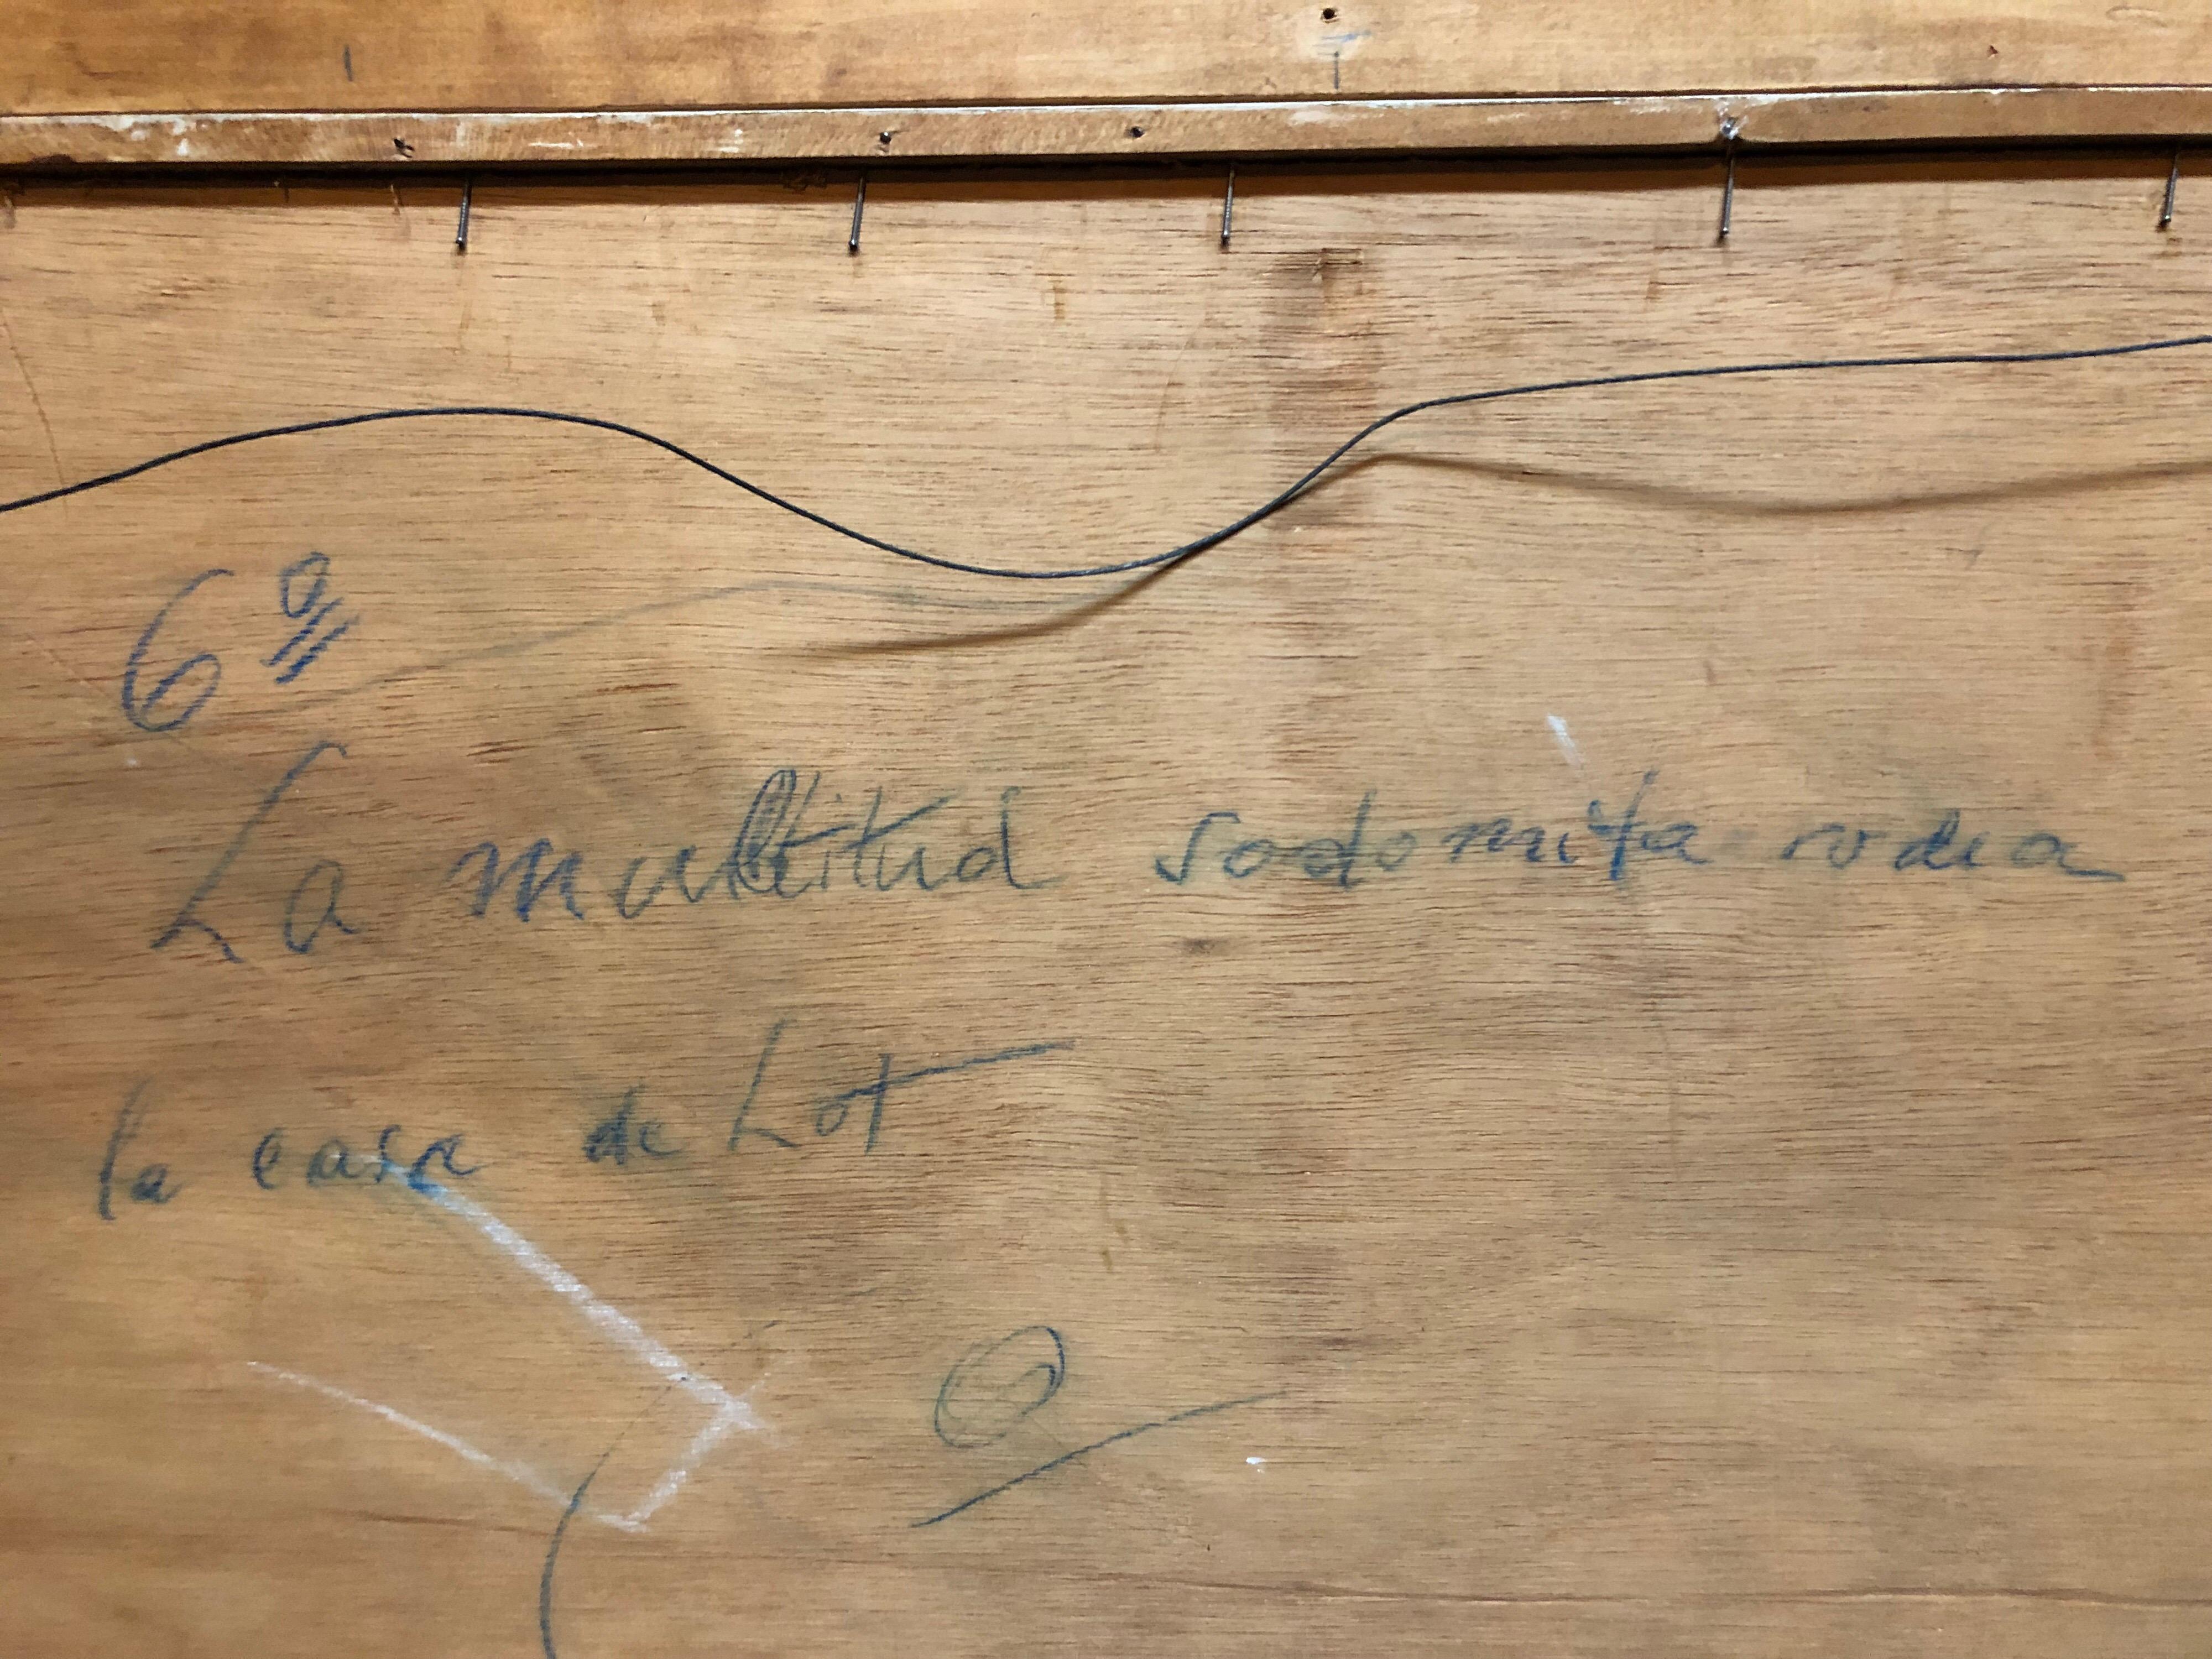 6º
La multitud sodomita rodea
la casa de Lot